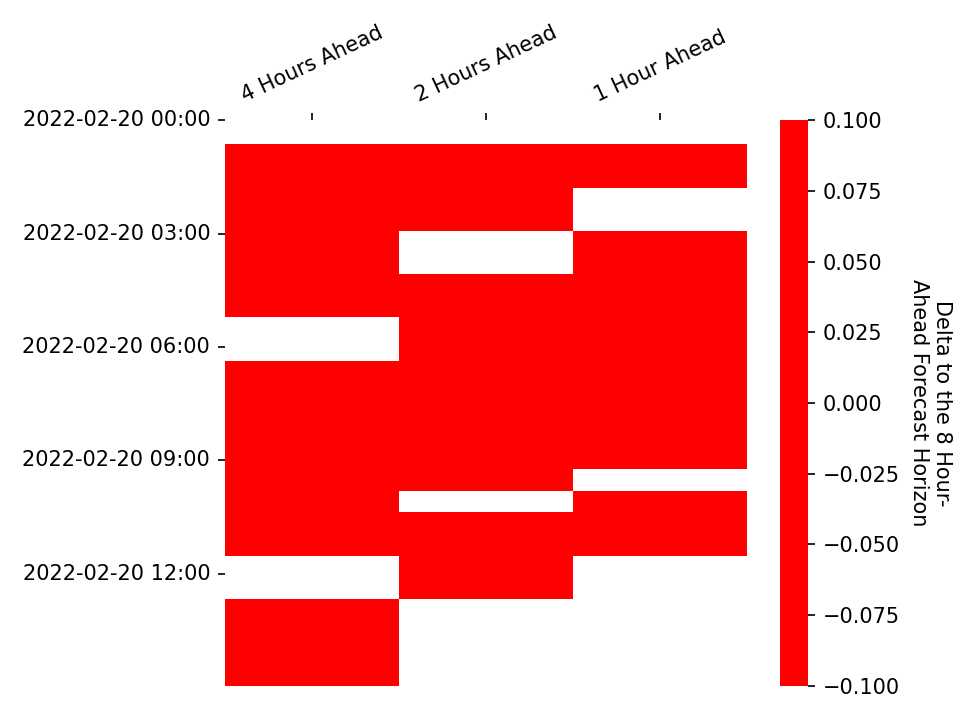 4 Hours Ahead
2 Hours Ahead
1 Hour Ahead
2022-02-20 00:00
2022-02-20 03:00
2022-02-20 06:00
2022-02-20 09:00
2022-02-20 12:00
0.100
0.075
0.050
0.025
0.000
−0.025
−0.050
−0.075
−0.100
Delta to the 8 Hour-
Ahead Forecast Horizon